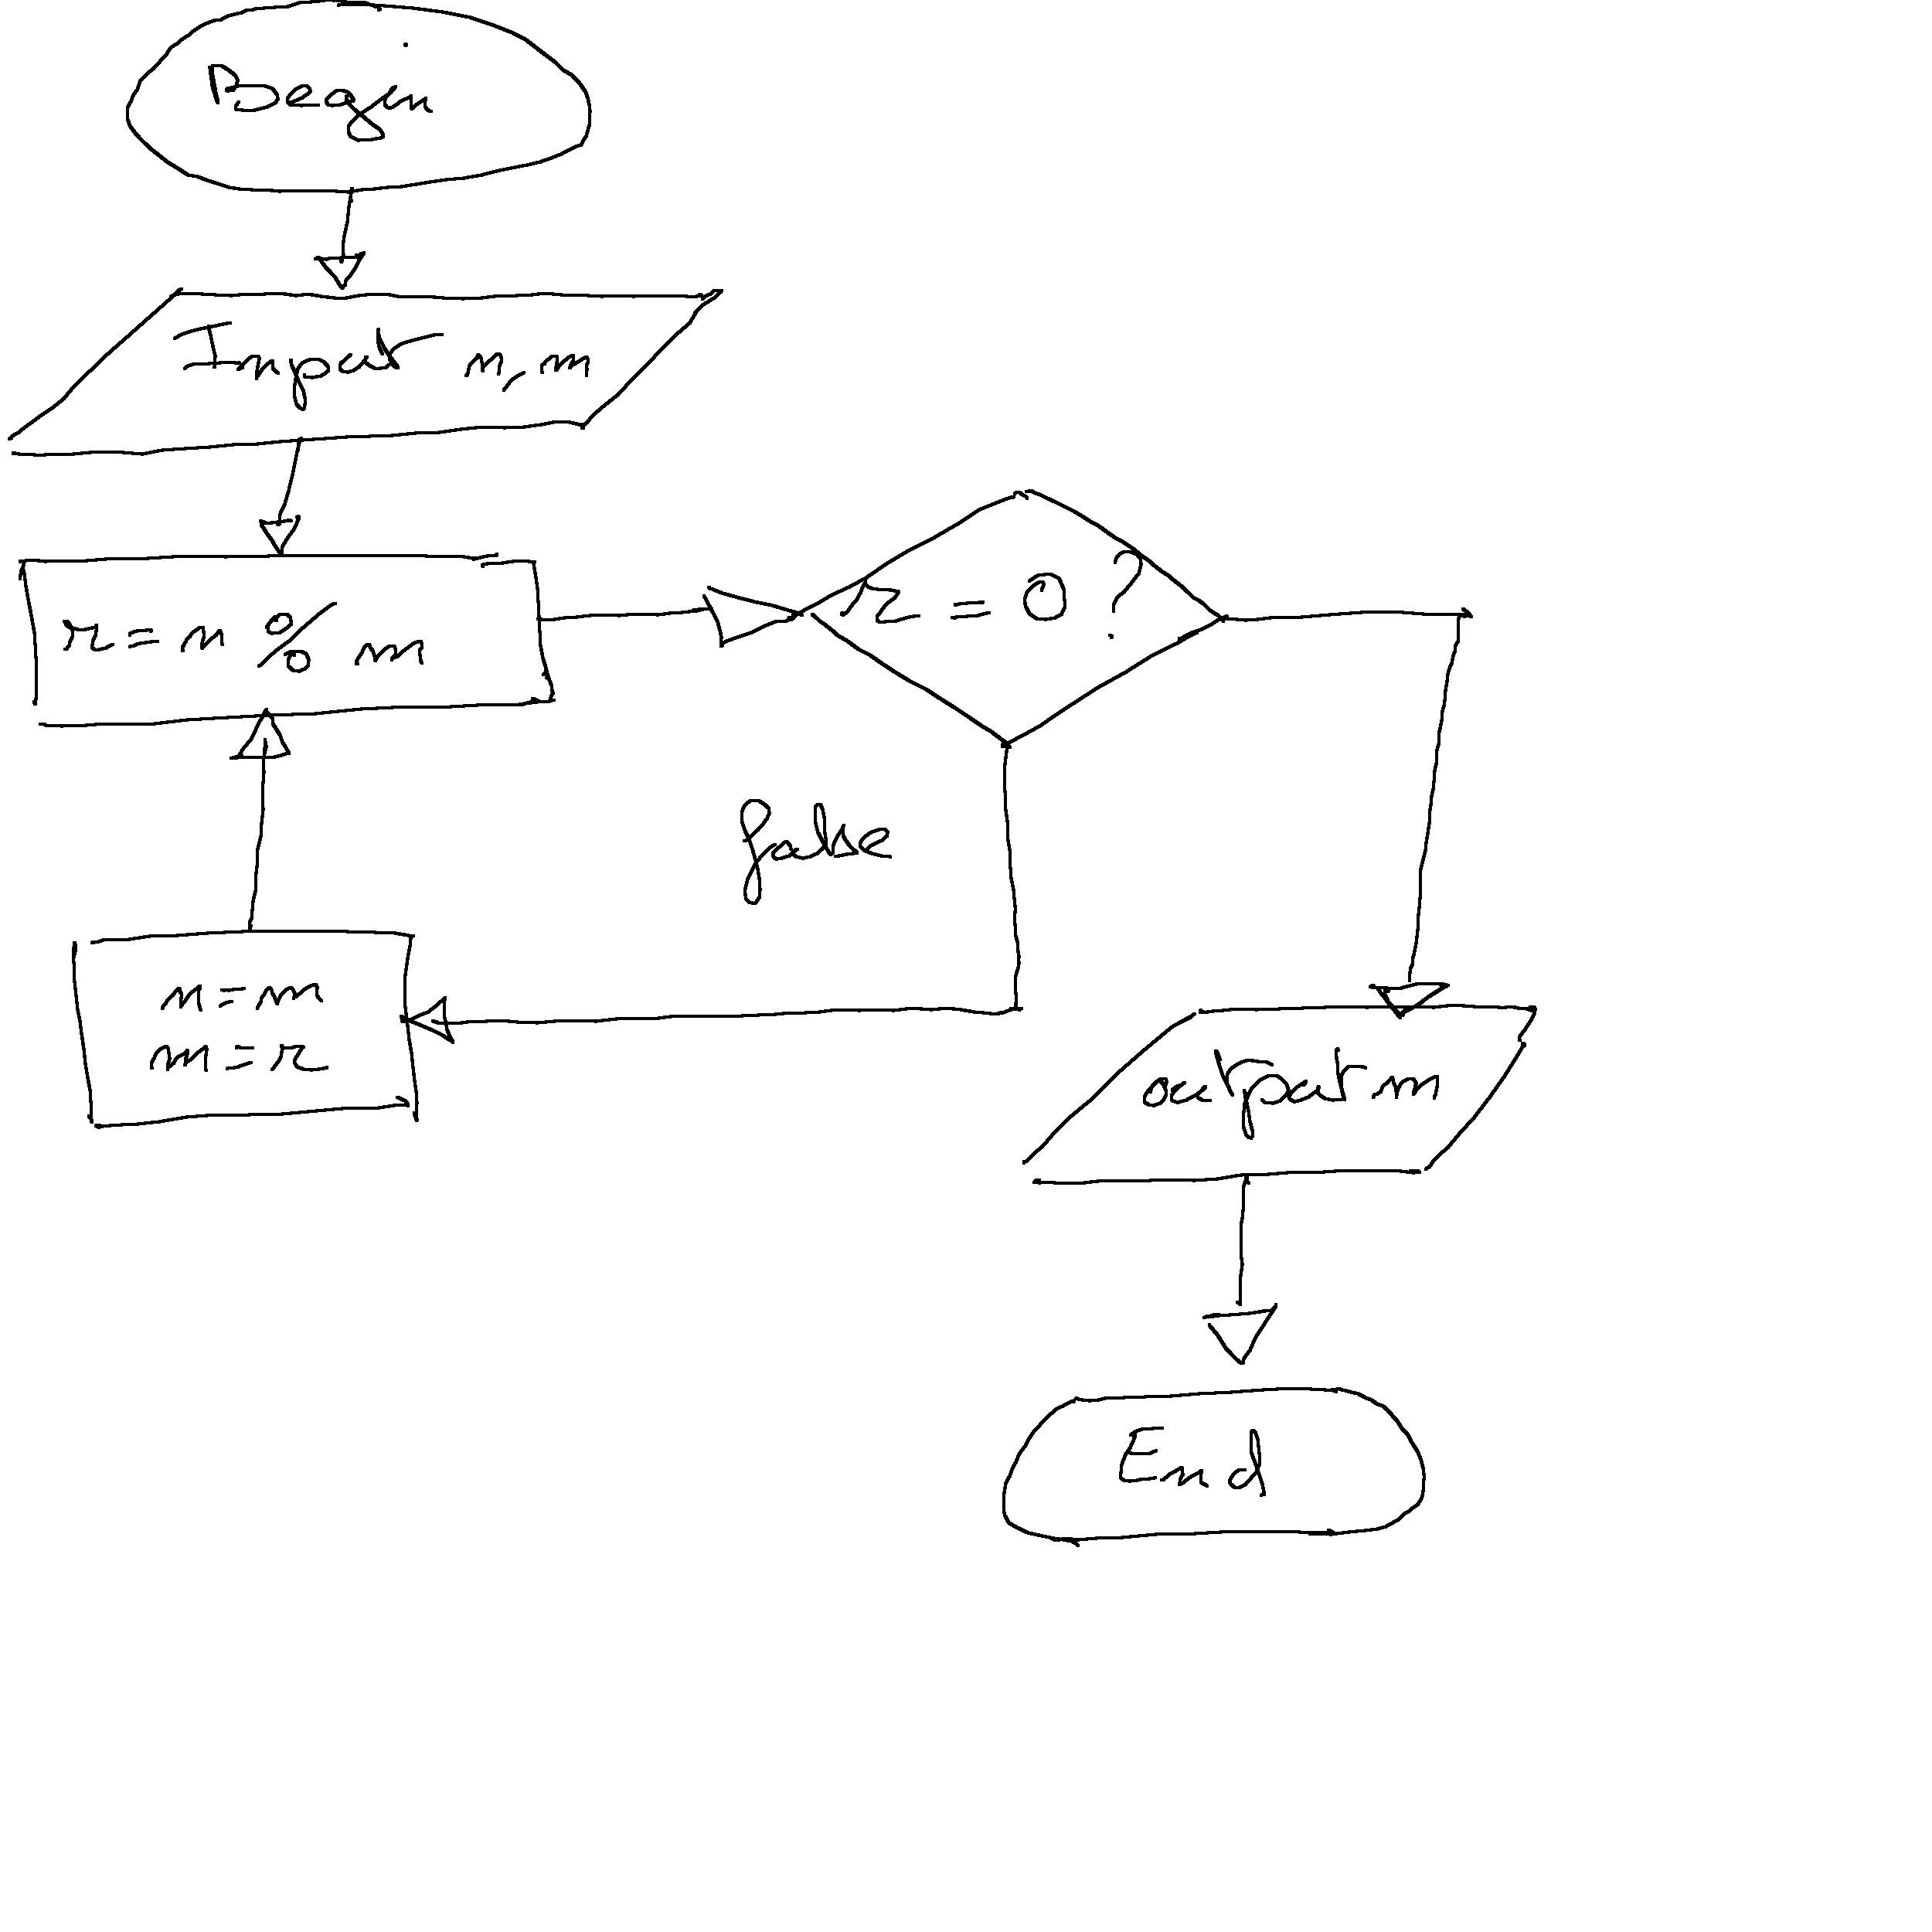 Begin
Input n, m
r = n % m
r = 0 ?
false
n = m
m = r
output m
End